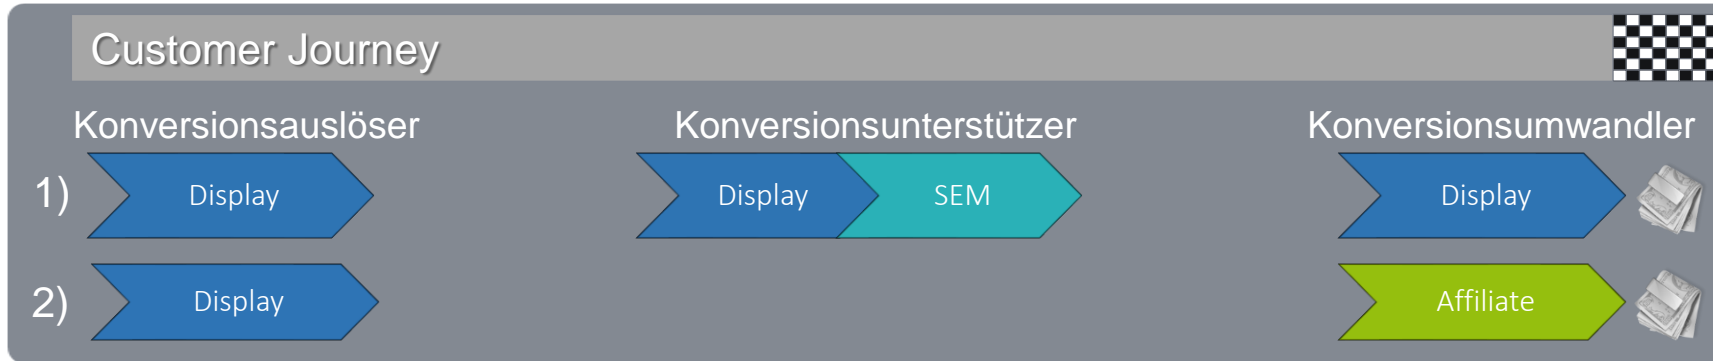 Customer Journey
Konversionsauslöser Konversionsunterstützer Konversionsumwandler
1) Display Display SEM Display
2) Display Affiliate